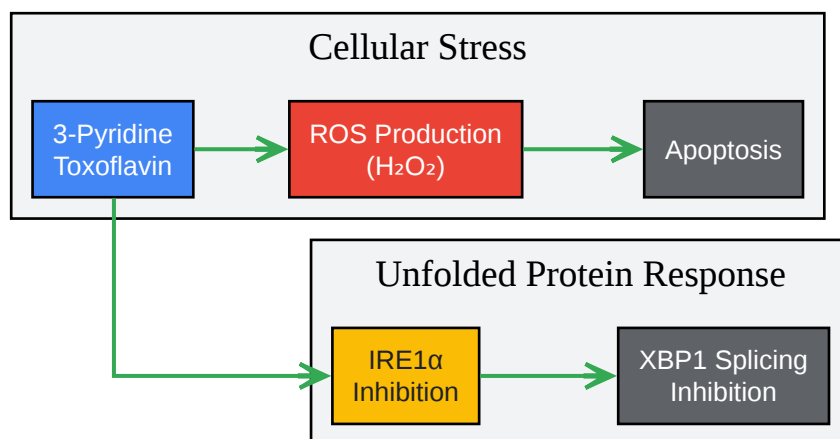 Cellular Stress
3-Pyridine
Toxoflavin
ROS Production
(H₂O₂)
Apoptosis
Unfolded Protein Response
IRE1α
Inhibition
XBP1 Splicing
Inhibition